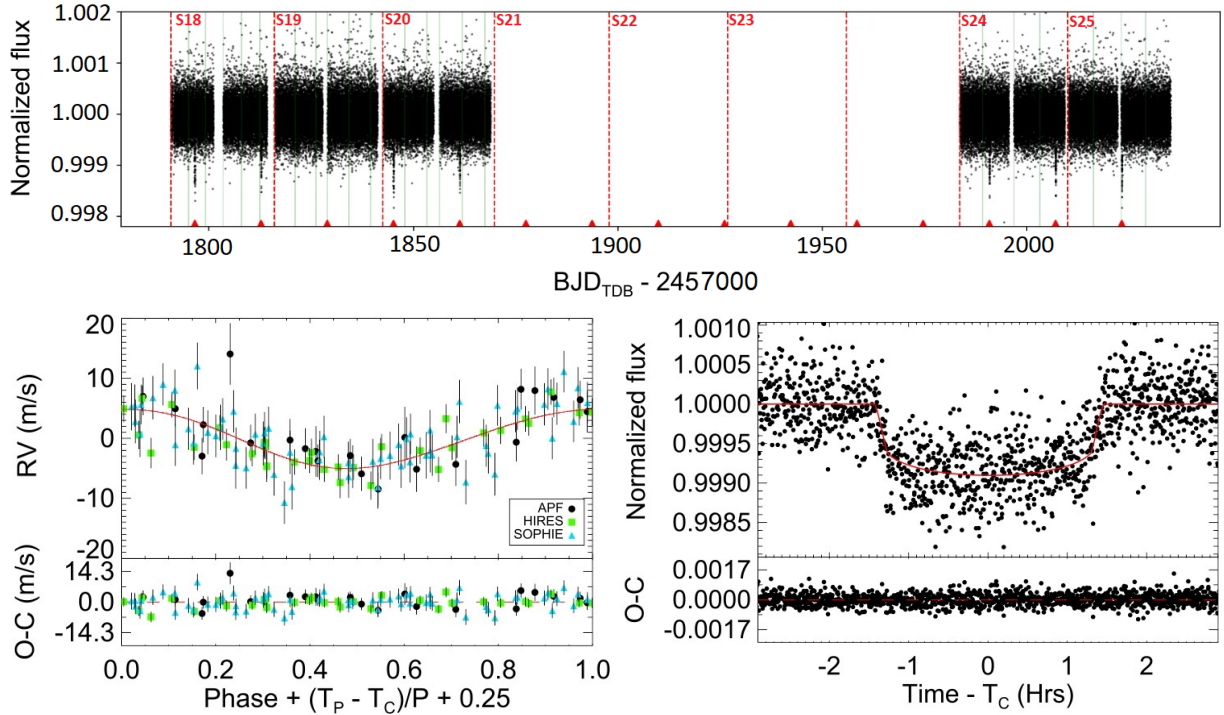 S18 S19 S20 S21 S22 S23 S24 S25
1.002
1.001
1.000
0.999
0.998
Normalized flux
1800 1850 1900 1950 2000
BJD_TDB - 2457000
20
10
0
-10
-20
RV (m/s)
APF
HIRES
SOPHIE
14.3
0.0
-14.3
O-C (m/s)
0.0 0.2 0.4 0.6 0.8 1.0
Phase + (T_P - T_C)/P + 0.25
1.0010
1.0005
1.0000
0.9995
0.9990
0.9985
Normalized flux
0.0017
0.0000
-0.0017
O-C
-2 -1 0 1 2
Time - T_C (Hrs)